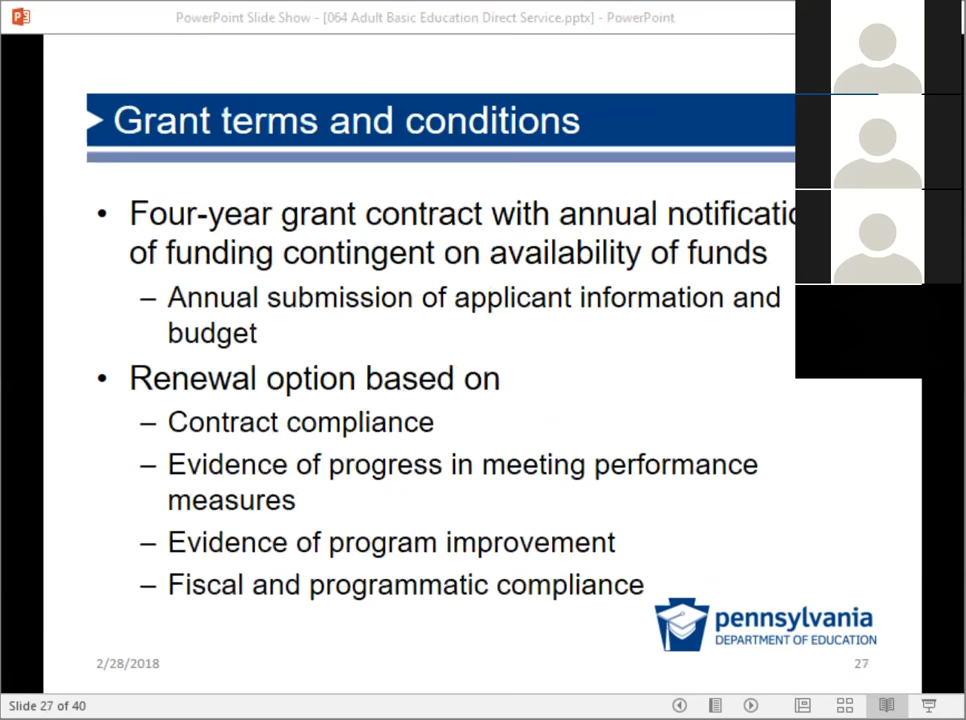 PowerPoint Slide Show - [064 Adult Basic Education Direct Service.pptx] - PowerPoint
Grant terms and conditions
• Four-year grant contract with annual
of funding contingent on availability of funds
– Annual submission of applicant information and
budget
• Renewal option based on
– Contract compliance
– Evidence of progress in meeting performance
measures
– Evidence of program improvement
– Fiscal and programmatic compliance
pennsylvania
DEPARTMENT OF EDUCATION
2/28/2018
27
Slide 27 of 40